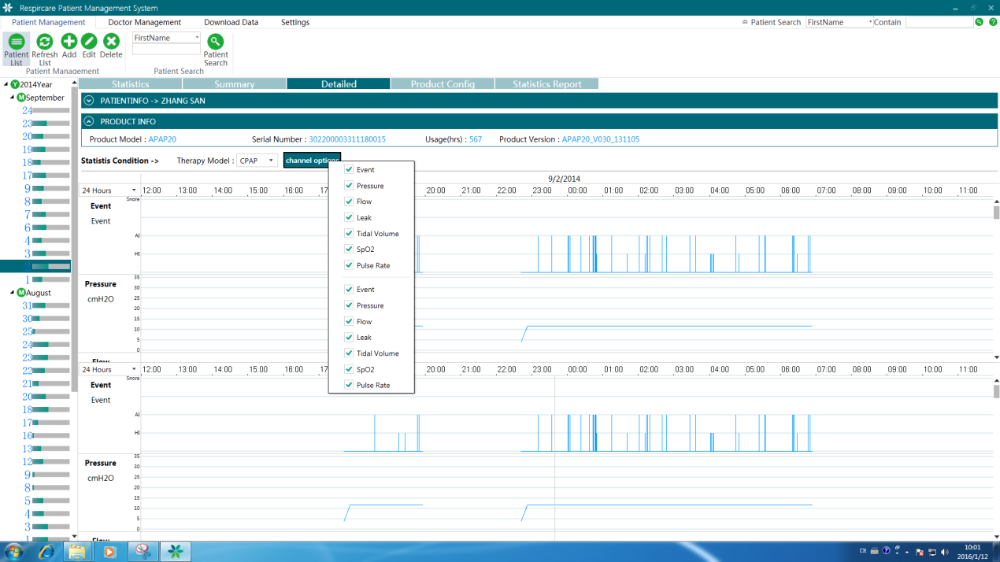 Respircare Patient Management System
Patient Management Doctor Management Download Data Settings
Patient Search FirstName Contain
Patient List Refresh List Add Edit Delete
FirstName
Patient Search
Patient Management Patient Search
Statistics Summary Detailed Product Config Statistics Report
PATIENTINFO -> ZHANG SAN
PRODUCT INFO
Product Model : APAP20 Serial Number : 302200003311180015 Usage(hrs) : 567 Product Version : APAP20_V030_131105
Statistis Condition -> Therapy Model : CPAP channel options
Y 2014Year
M September
24
23
20
19
18
17
9
8
7
6
4
3
2
1
M August
31
30
25
24
23
22
21
20
18
17
16
13
12
9
8
5
4
3
1
Event
Pressure
Flow
Leak
Tidal Volume
SpO2
Pulse Rate
Event
Pressure
Flow
Leak
Tidal Volume
SpO2
Pulse Rate
9/2/2014
24 Hours 12:00 13:00 14:00 15:00 16:00 17 20:00 21:00 22:00 23:00 00:00 01:00 02:00 03:00 04:00 05:00 06:00 07:00 08:00 09:00 10:00 11:00
Event
Event
Snore
AI
HI
Pressure
cmH2O
35
30
25
20
15
10
5
0
Flow
24 Hours 12:00 13:00 14:00 15:00 16:00 17 20:00 21:00 22:00 23:00 00:00 01:00 02:00 03:00 04:00 05:00 06:00 07:00 08:00 09:00 10:00 11:00
Event
Event
Snore
AI
HI
Pressure
cmH2O
35
30
25
20
15
10
5
0
Flow
CK
10:01
2016/1/12